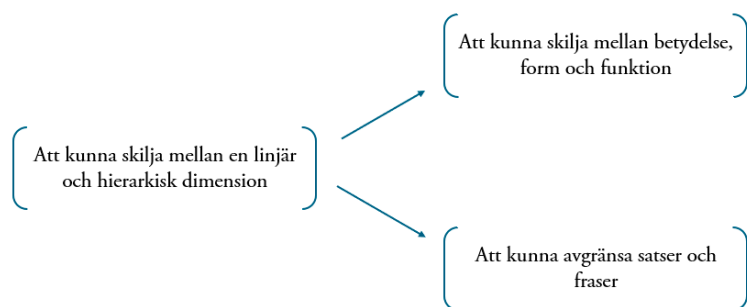 Att kunna skilja mellan betydelse,
form och funktion
Att kunna skilja mellan en linjär
och hierarkisk dimension
Att kunna avgränsa satser och
fraser